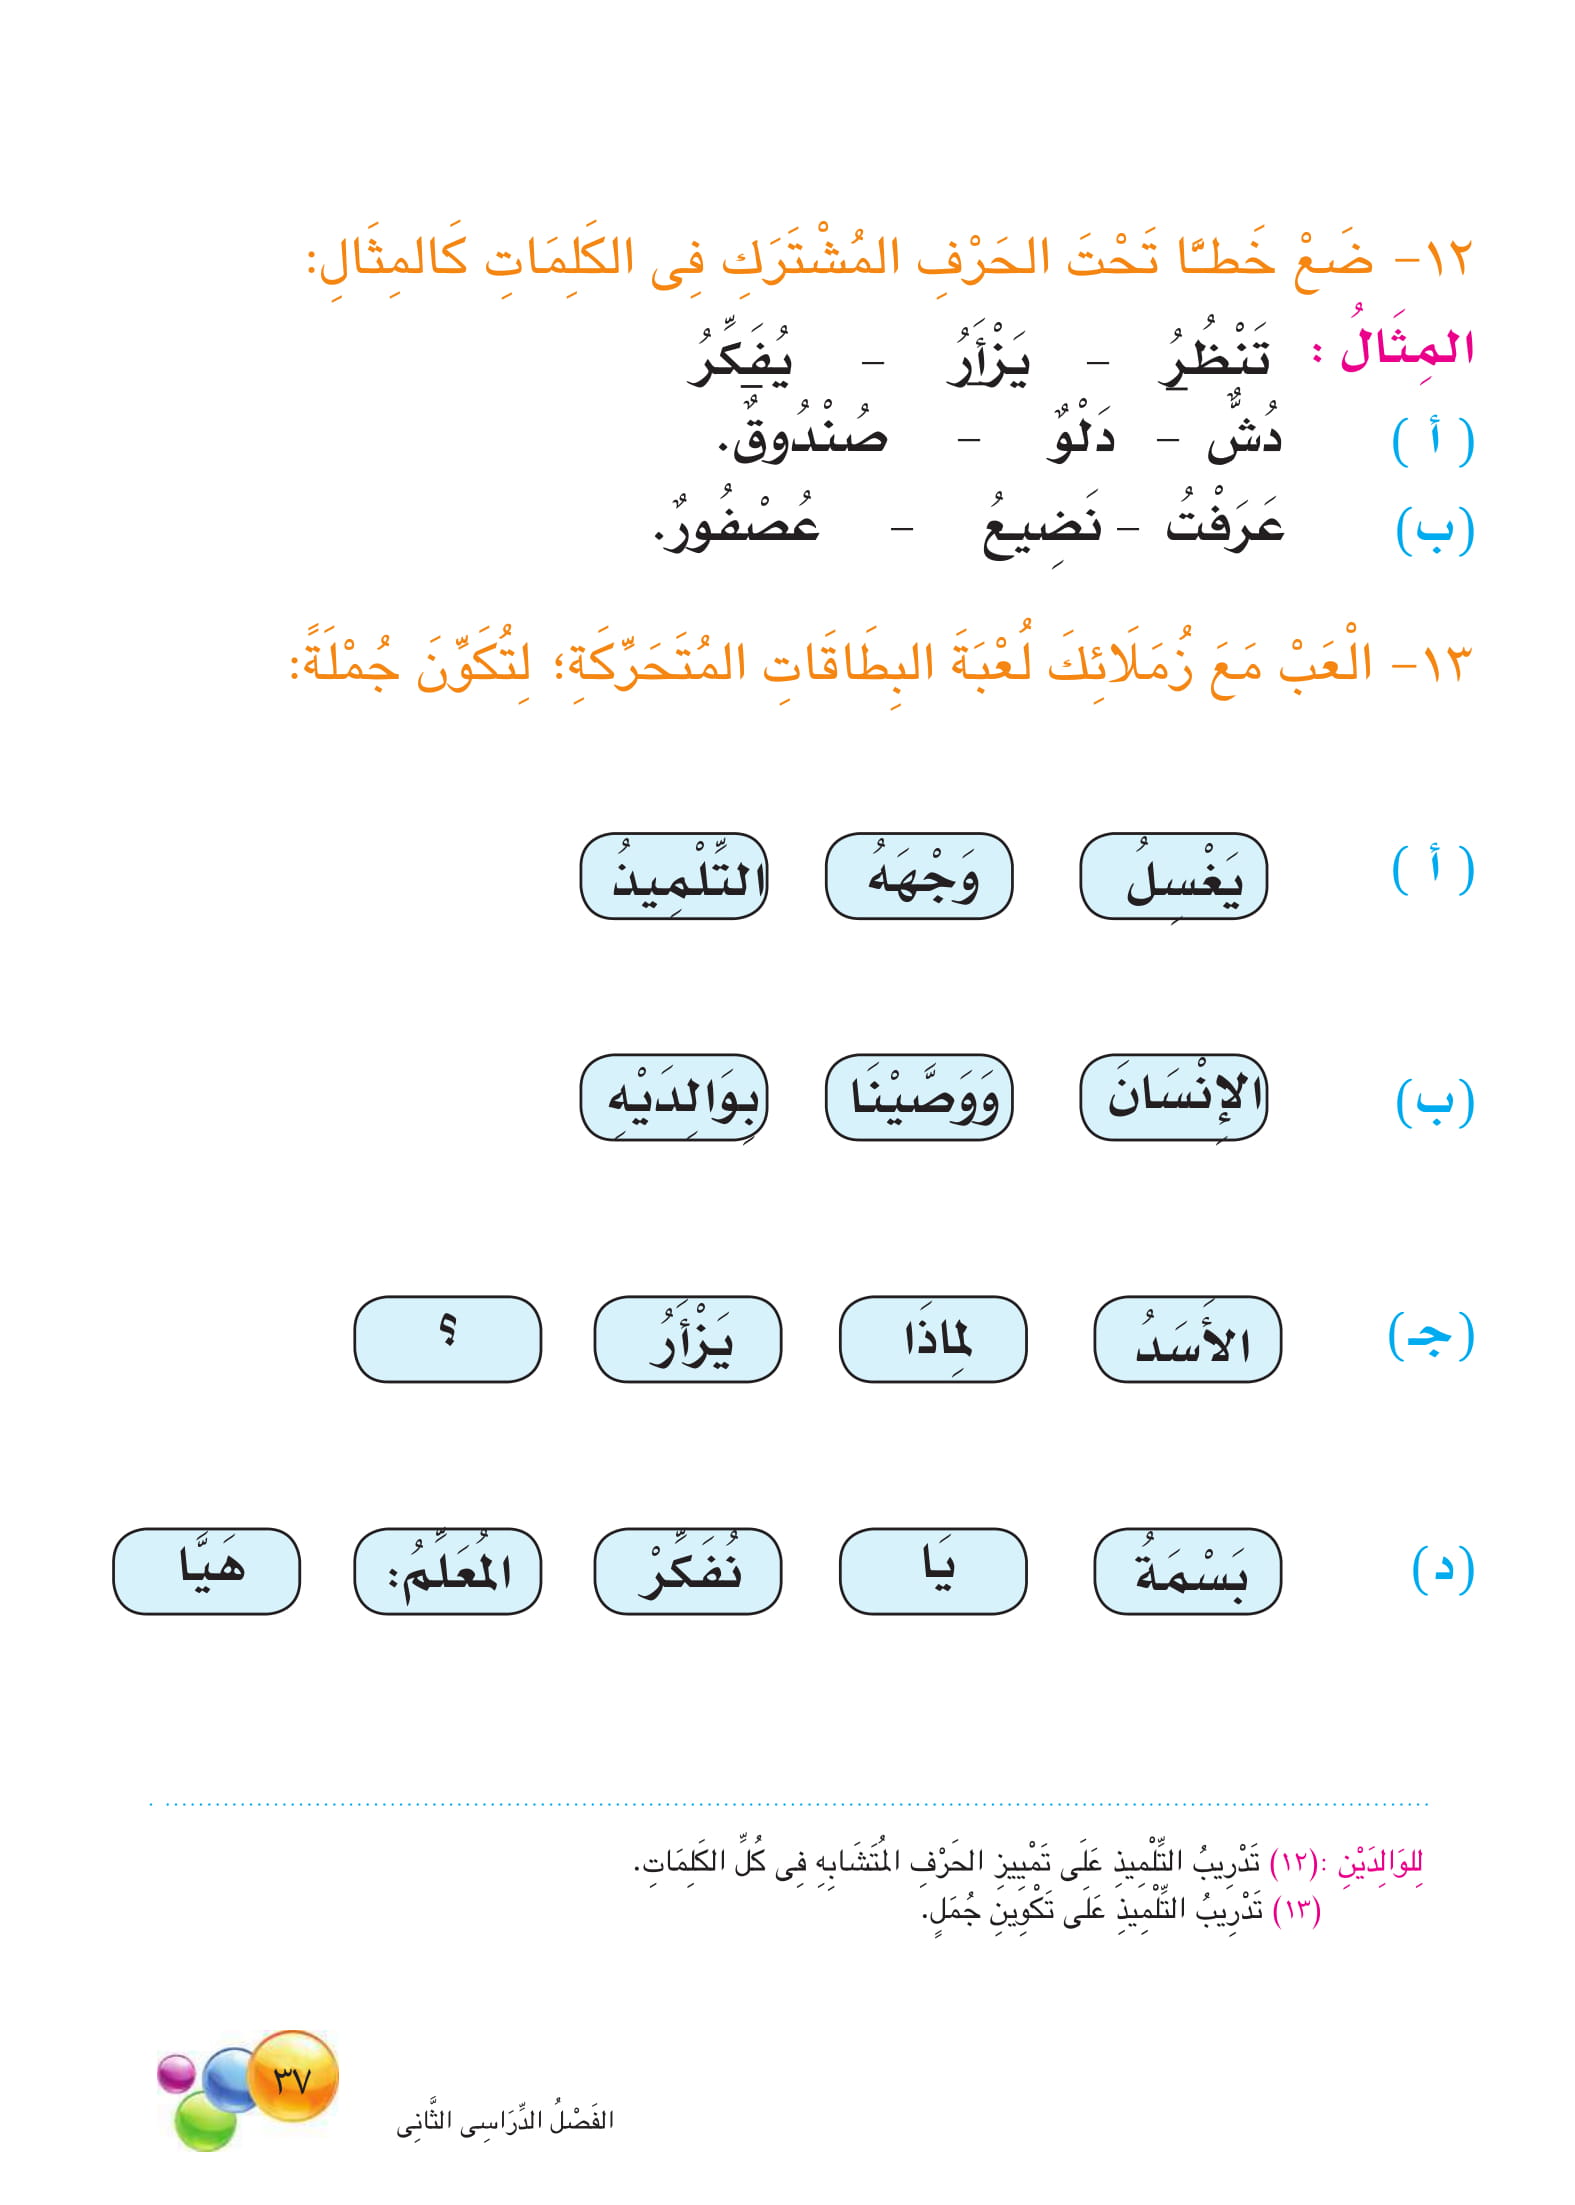 ١٢- ضَعْ خَطًّا تَحْتَ الحَرْفِ المُشْتَرَكِ فِى الكَلِمَاتِ كَالمِثَالِ:
المِثَالُ : تَنْظُرُ - يَزْأَرُ - يُفَكِّرُ
( أ ) دُشٌّ - دَلْوٌ - صُنْدُوقٌ.
(ب) عَرَفْتُ - نَضِيعُ - عُصْفُورٌ.
١٣- الْعَبْ مَعَ زُمَلَائِكَ لُعْبَةَ البِطَاقَاتِ المُتَحَرِّكَةِ؛ لِتُكَوِّنَ جُمْلَةً:
( أ ) يَغْسِلُ وَجْهَهُ التِّلْمِيذُ
(ب) الإِنْسَانَ وَوَصَّيْنَا بِوَالِدَيْهِ
(جـ) الأَسَدُ لِمَاذَا يَزْأَرُ ؟
(د) بَسْمَةُ يَا نُفَكِّرْ المُعَلِّمُ: هَيَّا
لِلوَالِدَيْنِ :(١٢) تَدْرِيبُ التِّلْمِيذِ عَلَى تَمْيِيزِ الحَرْفِ المُتَشَابِهِ فِى كُلِّ الكَلِمَاتِ.
(١٣) تَدْرِيبُ التِّلْمِيذِ عَلَى تَكْوِينِ جُمَلٍ.
٣٧
الفَصْلُ الدِّرَاسِى الثَّانِى